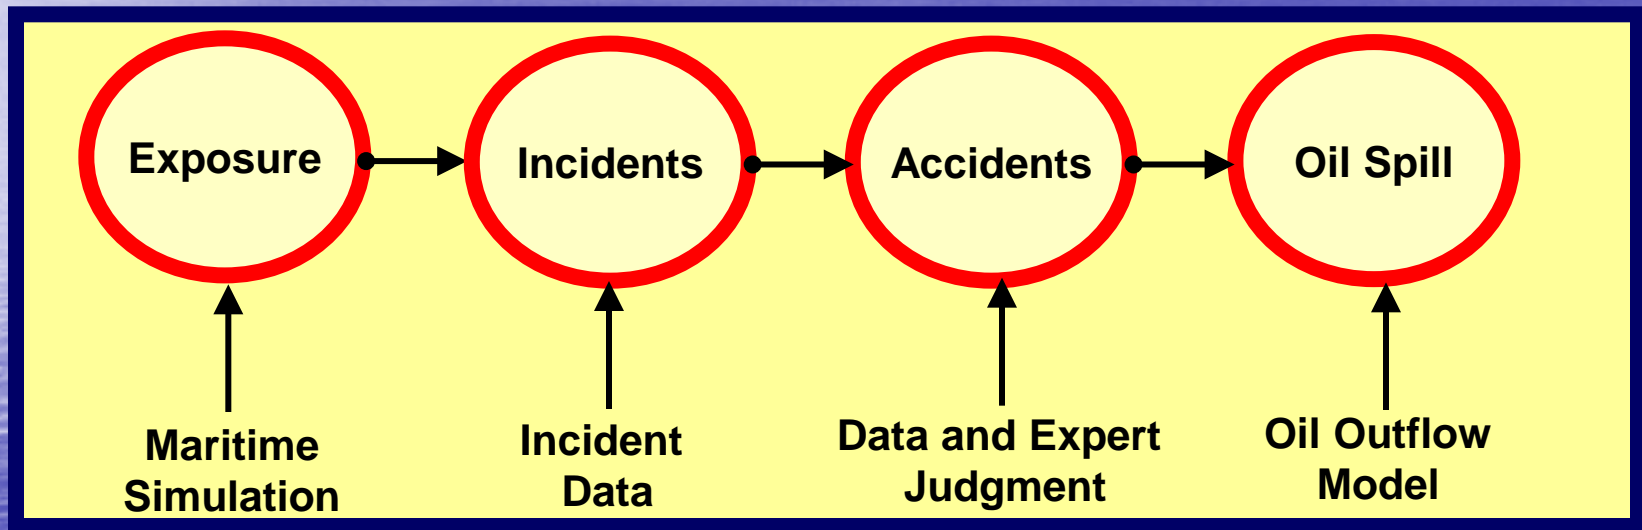 Exposure
Incidents
Accidents
Oil Spill
Maritime
Simulation
Incident
Data
Data and Expert
Judgment
Oil Outflow
Model